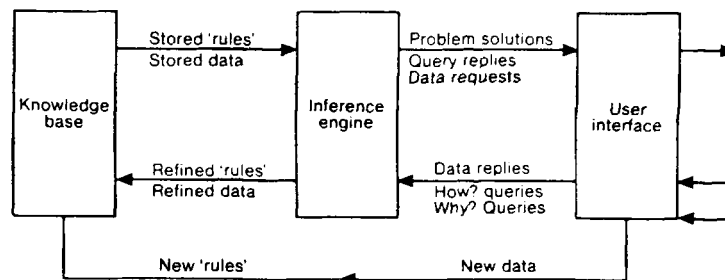 Stored 'rules'
Stored data
Problem solutions
Query replies
Data requests
Knowledge
base
Inference
engine
User
interface
Refined 'rules'
Refined data
Data replies
How? queries
Why? Queries
New 'rules'
New data